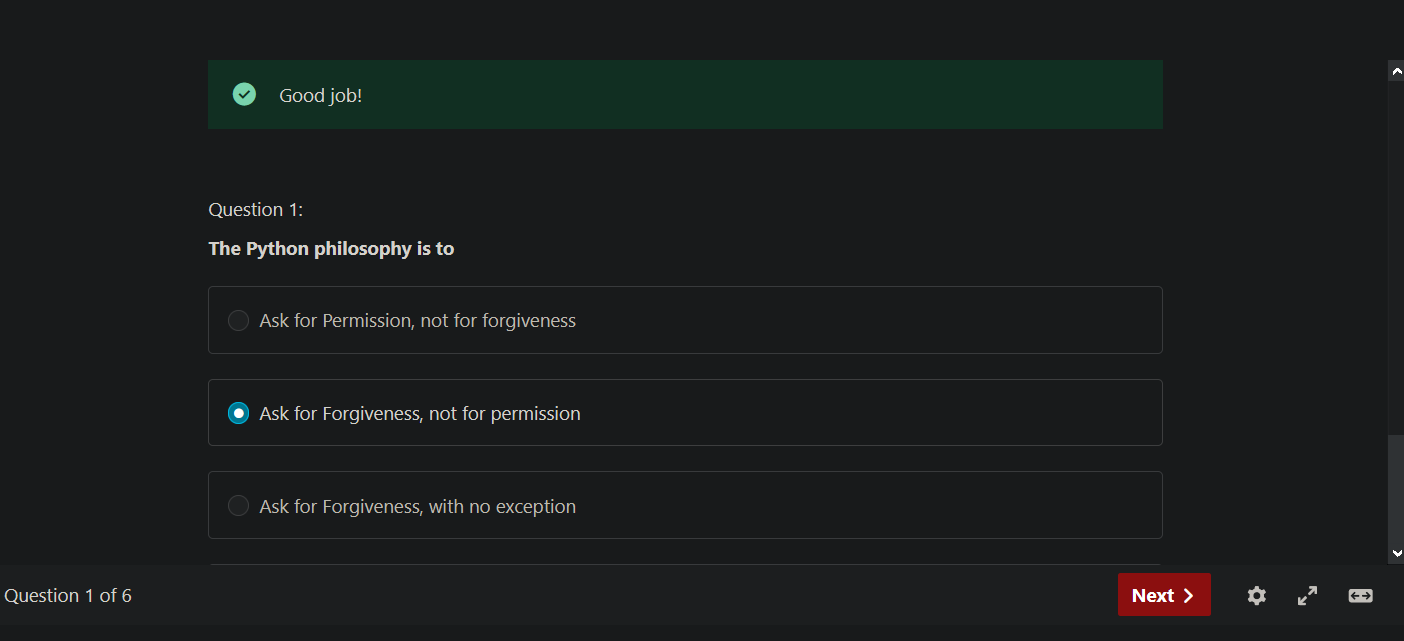 Good job!
Question 1:
The Python philosophy is to
Ask for Permission, not for forgiveness
Ask for Forgiveness, not for permission
Ask for Forgiveness, with no exception
Question 1 of 6
Next